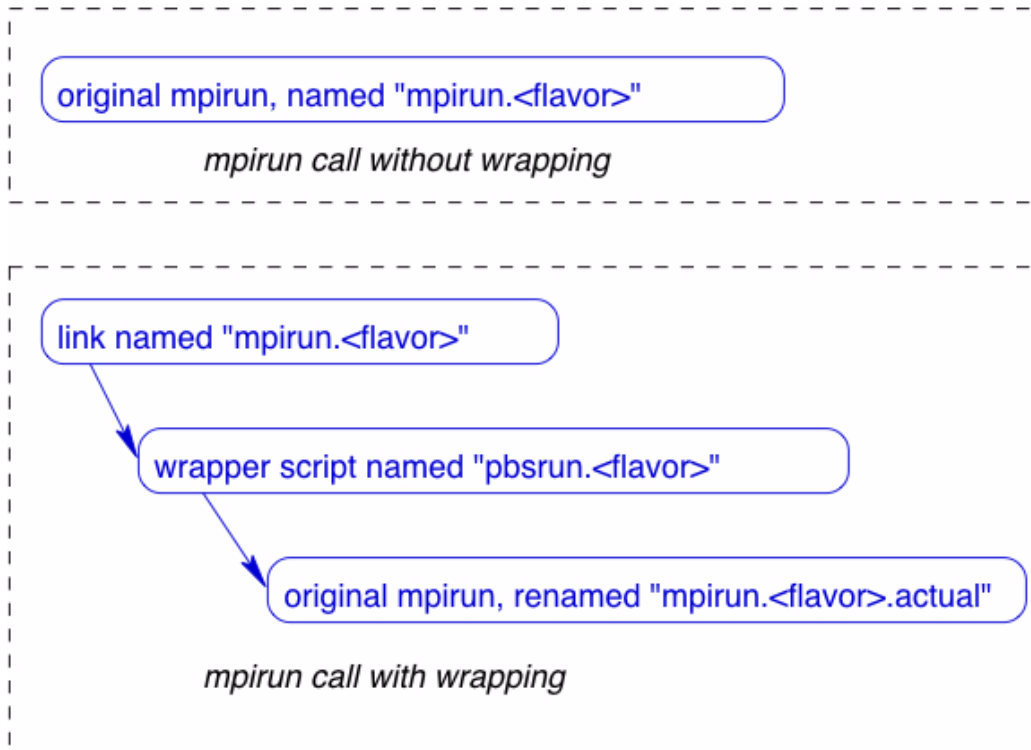 original mpirun, named "mpirun.<flavor>"
mpirun call without wrapping
link named "mpirun.<flavor>"
wrapper script named "pbsrun.<flavor>"
original mpirun, renamed "mpirun.<flavor>.actual"
mpirun call with wrapping